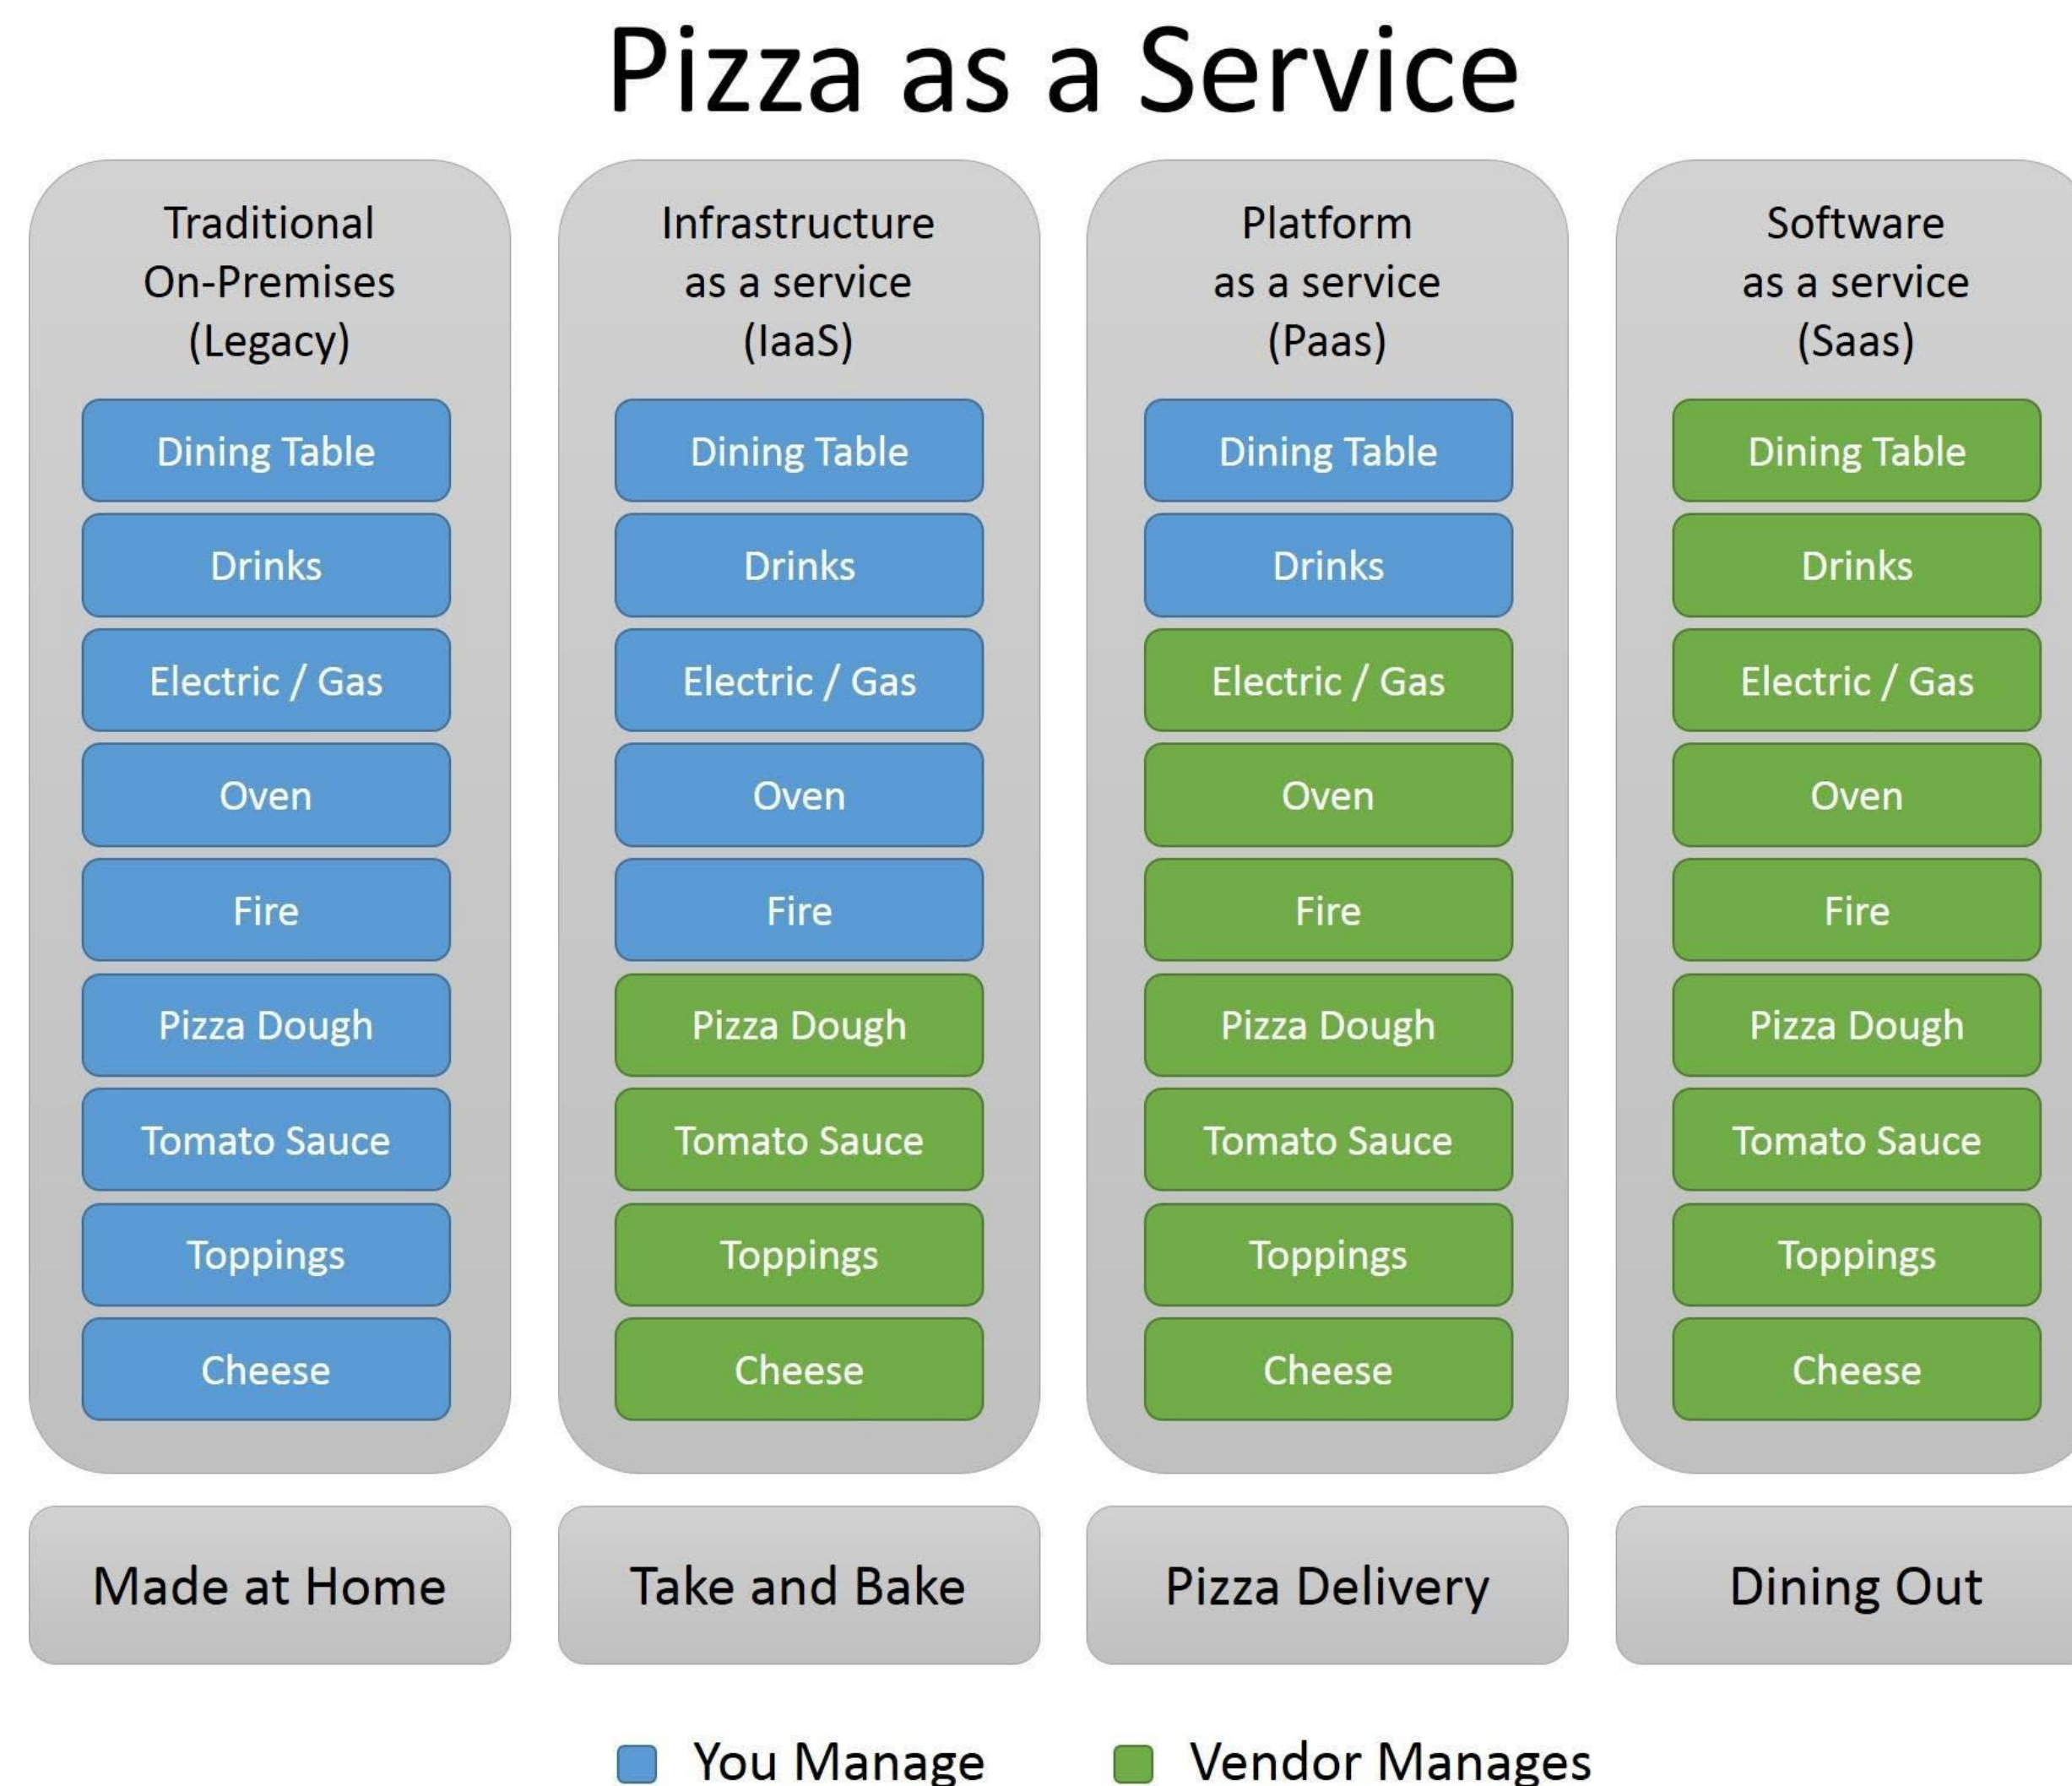 Pizza as a Service
Traditional
On-Premises
(Legacy)
Dining Table
Drinks
Electric / Gas
Oven
Fire
Pizza Dough
Tomato Sauce
Toppings
Cheese
Made at Home
Infrastructure
as a service
(IaaS)
Dining Table
Drinks
Electric / Gas
Oven
Fire
Pizza Dough
Tomato Sauce
Toppings
Cheese
Take and Bake
Platform
as a service
(Paas)
Dining Table
Drinks
Electric / Gas
Oven
Fire
Pizza Dough
Tomato Sauce
Toppings
Cheese
Pizza Delivery
Software
as a service
(Saas)
Dining Table
Drinks
Electric / Gas
Oven
Fire
Pizza Dough
Tomato Sauce
Toppings
Cheese
Dining Out
You Manage
Vendor Manages